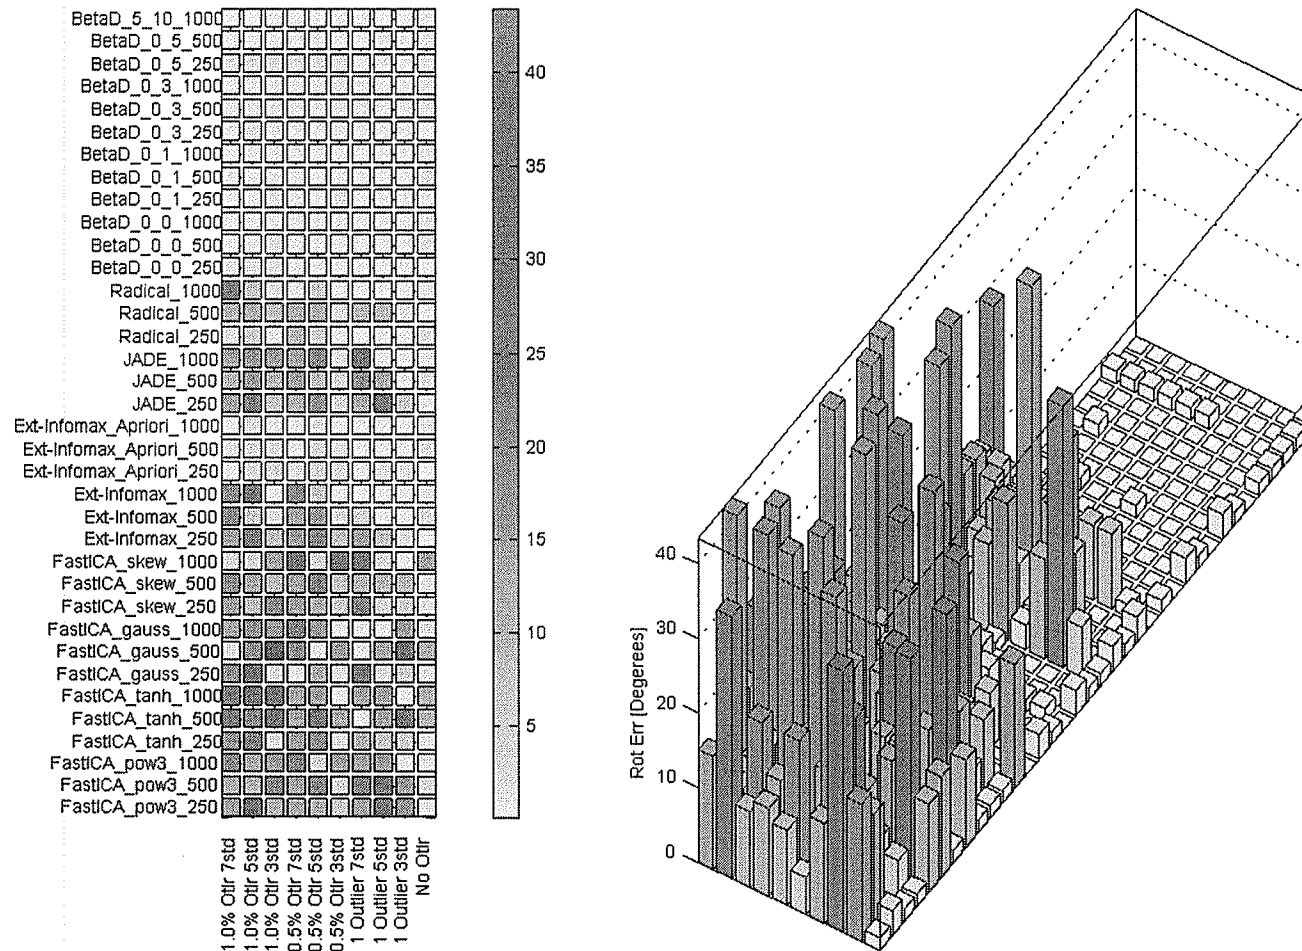 BetaD_5_10_1000
BetaD_0_5_500
BetaD_0_5_250
BetaD_0_3_1000
BetaD_0_3_500
BetaD_0_3_250
BetaD_0_1_1000
BetaD_0_1_500
BetaD_0_1_250
BetaD_0_0_1000
BetaD_0_0_500
BetaD_0_0_250
Radical_1000
Radical_500
Radical_250
JADE_1000
JADE_500
JADE_250
Ext-Infomax_Apriori_1000
Ext-Infomax_Apriori_500
Ext-Infomax_Apriori_250
Ext-Infomax_1000
Ext-Infomax_500
Ext-Infomax_250
FastICA_skew_1000
FastICA_skew_500
FastICA_skew_250
FastICA_gauss_1000
FastICA_gauss_500
FastICA_gauss_250
FastICA_tanh_1000
FastICA_tanh_500
FastICA_tanh_250
FastICA_pow3_1000
FastICA_pow3_500
FastICA_pow3_250
1.0% Otlr 7std
1.0% Otlr 5std
1.0% Otlr 3std
0.5% Otlr 7std
0.5% Otlr 5std
0.5% Otlr 3std
1 Outlier 7std
1 Outlier 5std
1 Outlier 3std
No Otlr
40
35
30
25
20
15
10
5
Rot Err [Degerees]
40
30
20
10
0